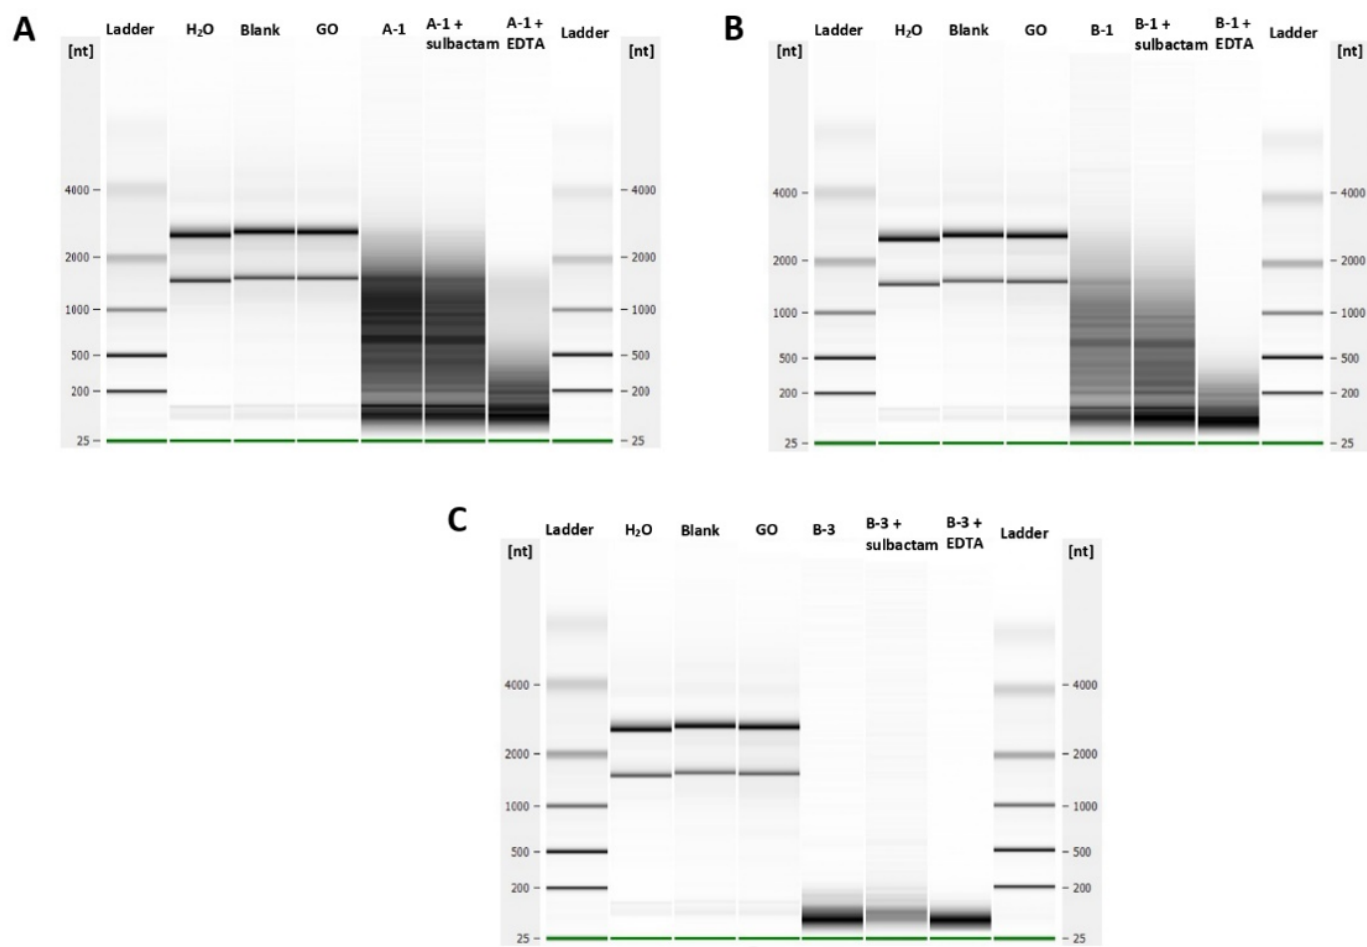 A
Ladder H₂O Blank GO A-1 A-1 + sulbactam A-1 + EDTA Ladder
[nt] [nt]
4000 4000
2000 2000
1000 1000
500 500
200 200
25 25
B
Ladder H₂O Blank GO B-1 B-1 + sulbactam B-1 + EDTA Ladder
[nt] [nt]
4000 4000
2000 2000
1000 1000
500 500
200 200
25 25
C
Ladder H₂O Blank GO B-3 B-3 + sulbactam B-3 + EDTA Ladder
[nt] [nt]
4000 4000
2000 2000
1000 1000
500 500
200 200
25 25